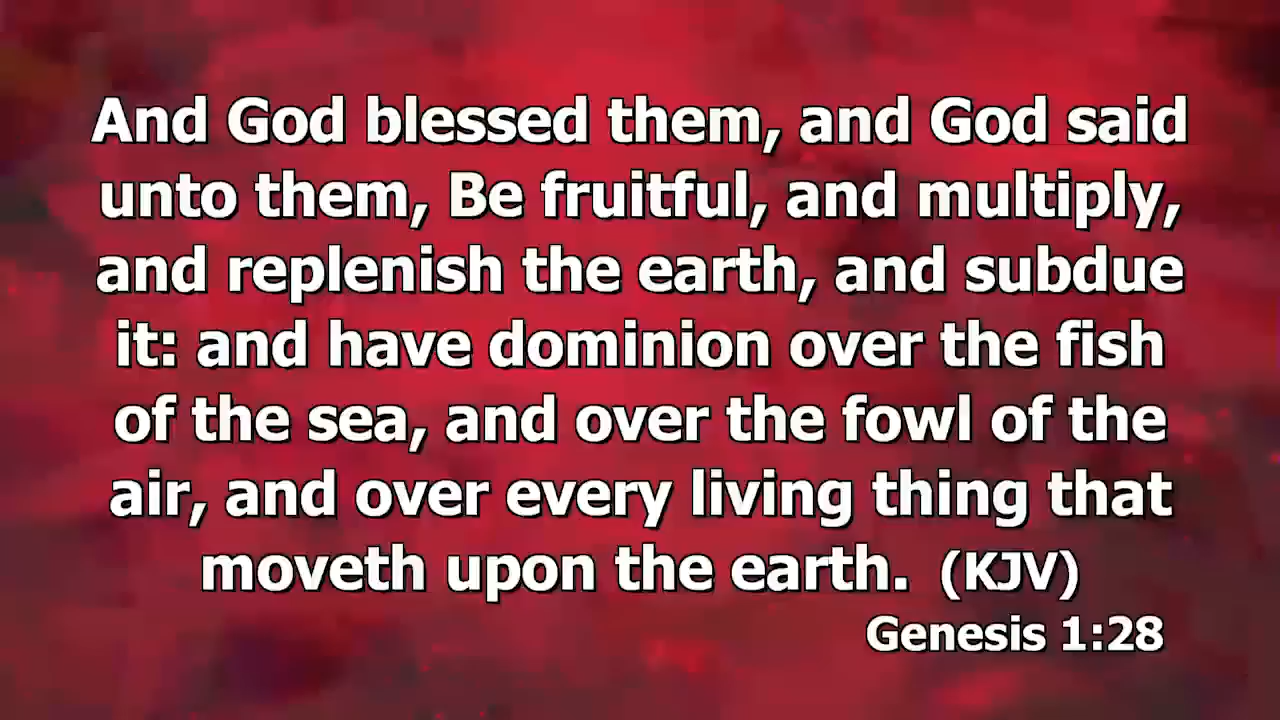 And God blessed them, and God said
unto them, Be fruitful, and multiply,
and replenish the earth, and subdue
it: and have dominion over the fish
of the sea, and over the fowl of the
air, and over every living thing that
moveth upon the earth. (KJV)
Genesis 1:28